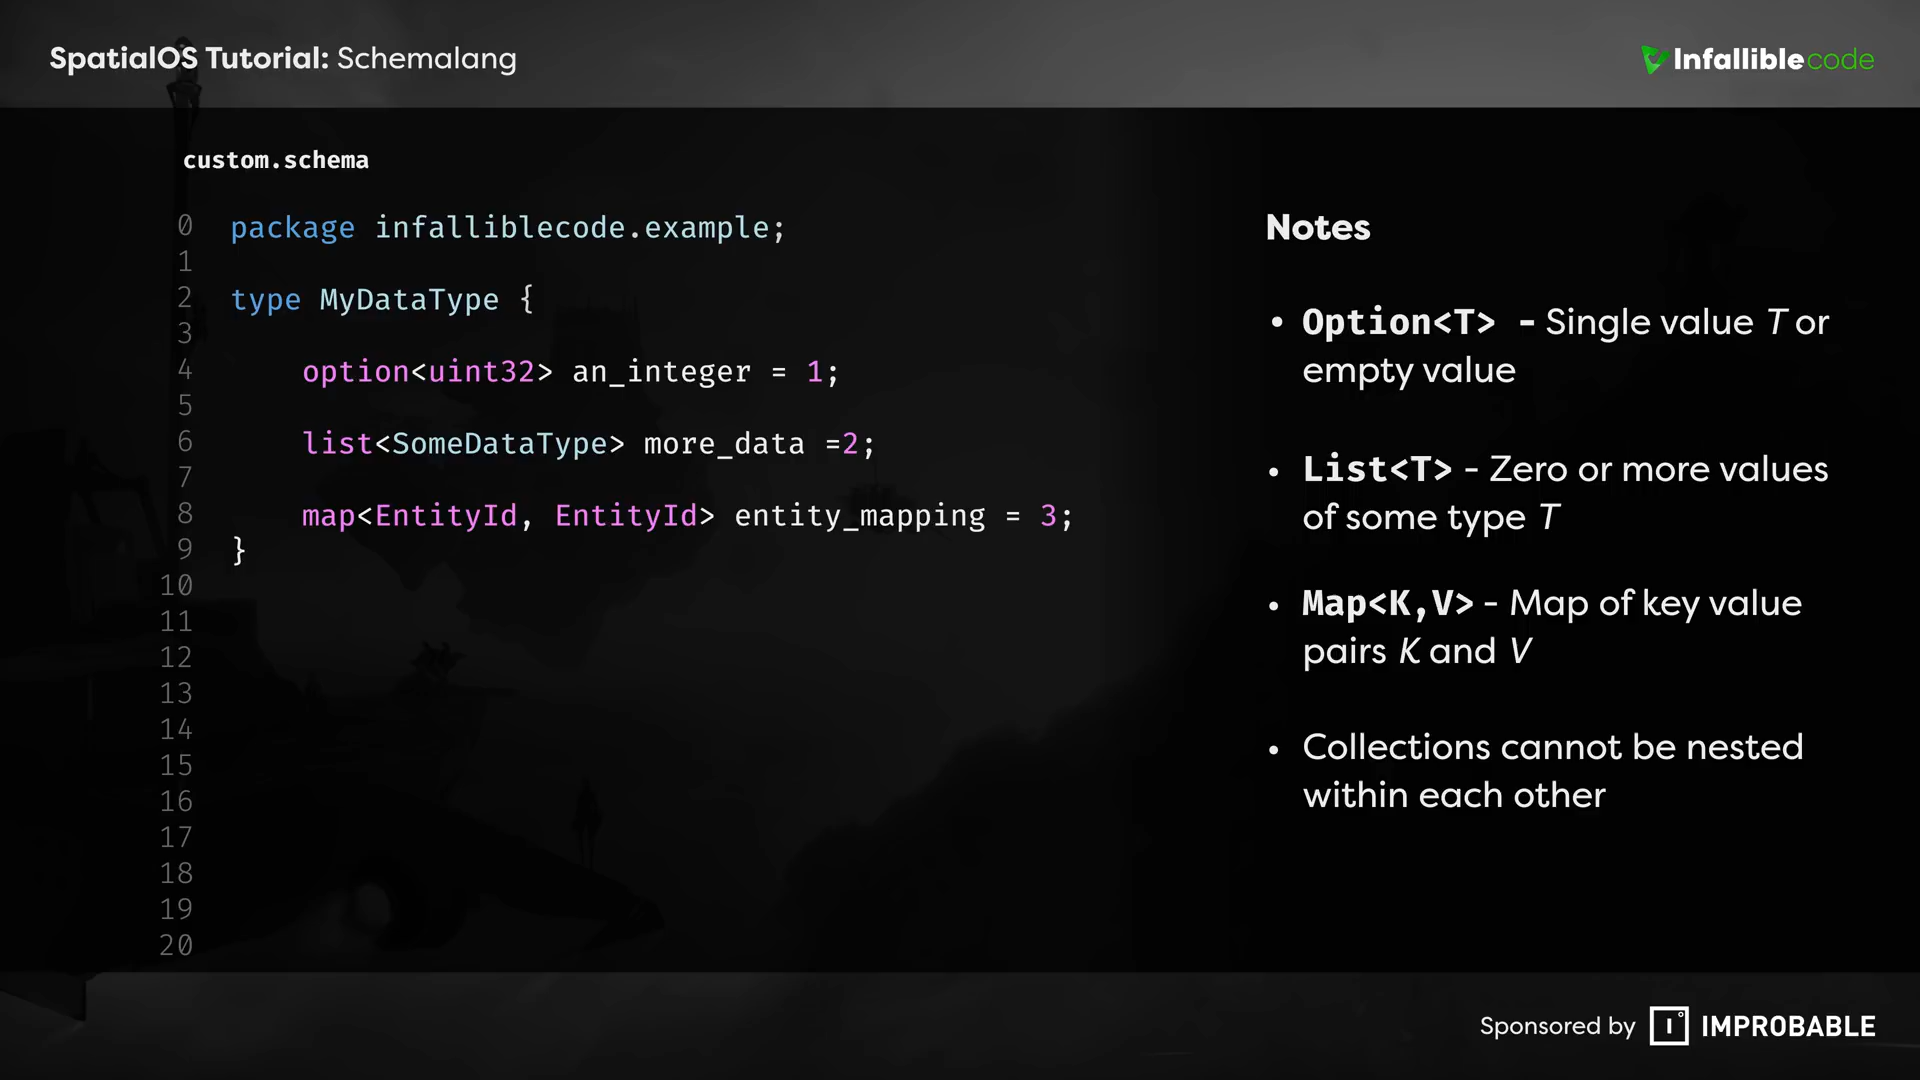 SpatialOS Tutorial: Schemalang
Infalliblecode
custom.schema
0 package infalliblecode.example;
1
2 type MyDataType {
3
4 option<uint32> an_integer = 1;
5
6 list<SomeDataType> more_data =2;
7
8 map<EntityId, EntityId> entity_mapping = 3;
9 }
10
11
12
13
14
15
16
17
18
19
20
Notes
• Option<T> - Single value T or
empty value
• List<T> - Zero or more values
of some type T
• Map<K,V> - Map of key value
pairs K and V
• Collections cannot be nested
within each other
Sponsored by I° IMPROBABLE